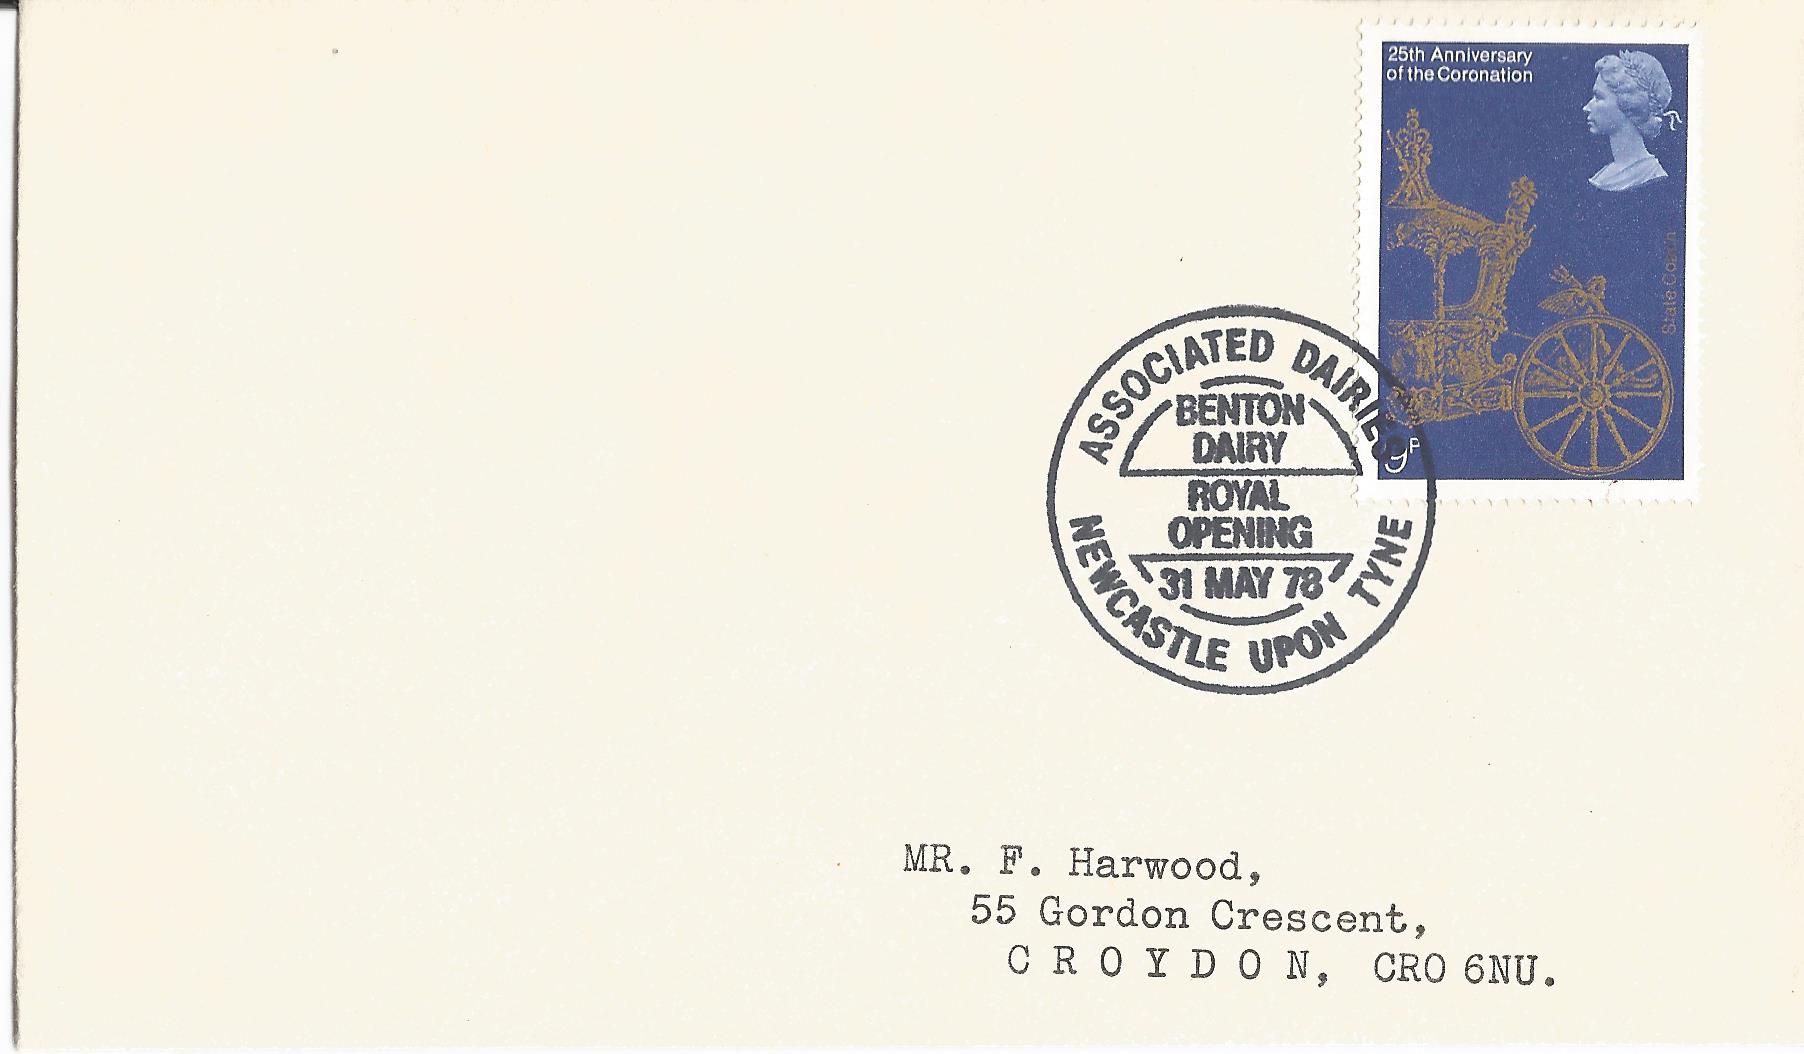 25th Anniversary
of the Coronation
State Coach
9P
ASSOCIATED DAIRIES
BENTON
DAIRY
ROYAL
OPENING
31 MAY 78
NEWCASTLE UPON TYNE
MR. F. Harwood,
55 Gordon Crescent,
CROYDON, CRO 6NU.